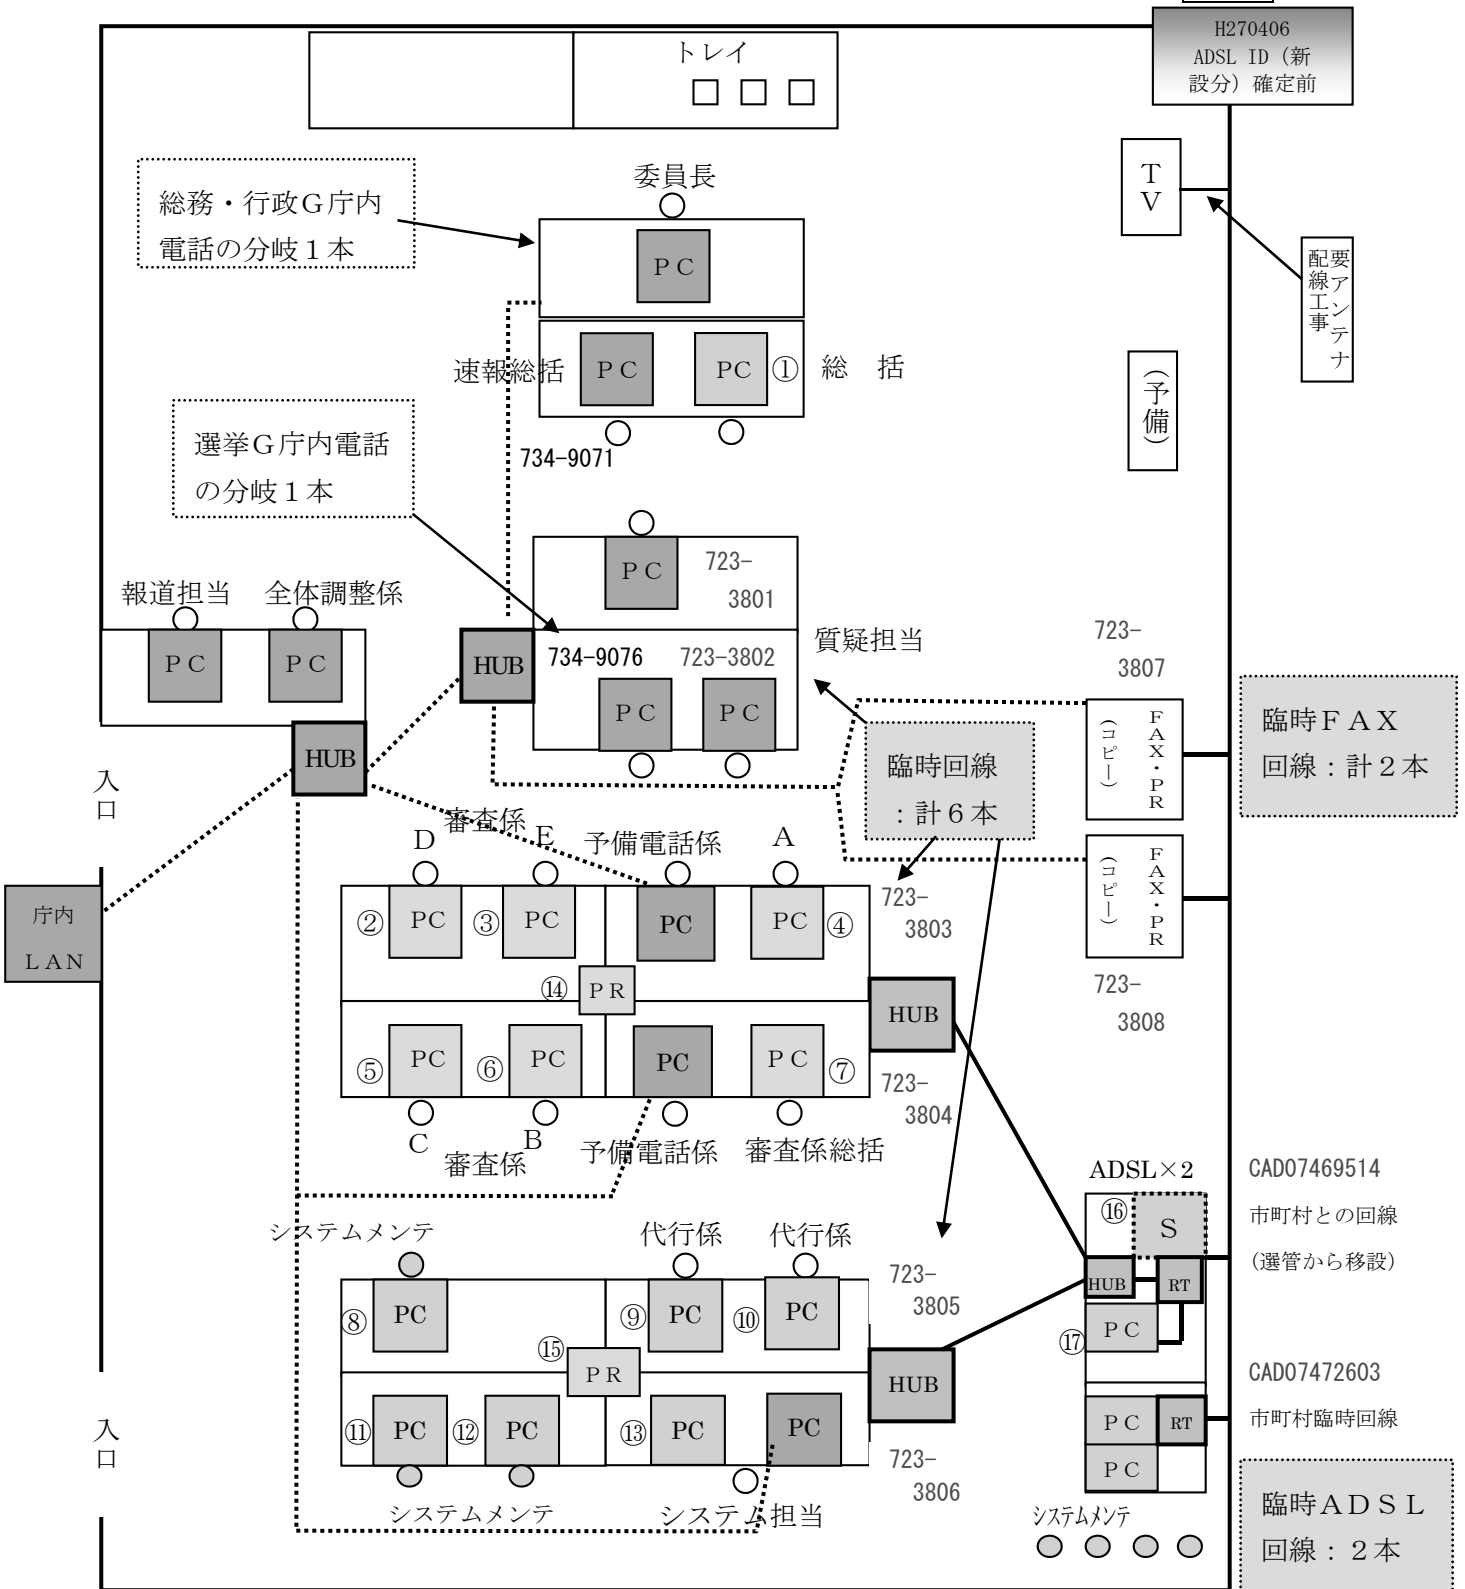 H270406
ADSL ID（新
設分）確定前
トレイ
ＴＶ
総務・行政Ｇ庁内
電話の分岐１本
委員長
ＰＣ
要アンテナ
配線工事
速報総括
ＰＣ
PC
①
総　括
（予備）
734-9071
選挙Ｇ庁内電話
の分岐１本
ＰＣ
723-
3801
報道担当
全体調整係
ＰＣ
ＰＣ
HUB
734-9076
723-3802
質疑担当
ＰＣ
ＰＣ
723-
3807
ＦＡＸ・ＰＲ
（コピー）
臨時ＦＡＸ
回線：計２本
HUB
入口
臨時回線
：計６本
審査係
D
E
予備電話係
A
ＦＡＸ・ＰＲ
（コピー）
庁内
ＬＡＮ
②
PC
③
PC
PC
PC
④
723-
3803
⑭
ＰＲ
HUB
723-
3808
⑤
PC
⑥
PC
PC
ＰＣ
⑦
723-
3804
C
審査係
B
予備電話係
審査係総括
ADSL×2
CAD07469514
⑯
S
市町村との回線
（選管から移設）
HUB
RT
⑰
ＰＣ
システムメンテ
代行係
代行係
⑧
PC
⑨
PC
⑩
PC
723-
3805
⑮
ＰＲ
HUB
CAD07472603
ＰＣ
RT
市町村臨時回線
ＰＣ
入口
⑪
PC
⑫
PC
⑬
PC
PC
723-
3806
システムメンテ
システム担当
システムメンテ
臨時ＡＤＳＬ
回線：２本